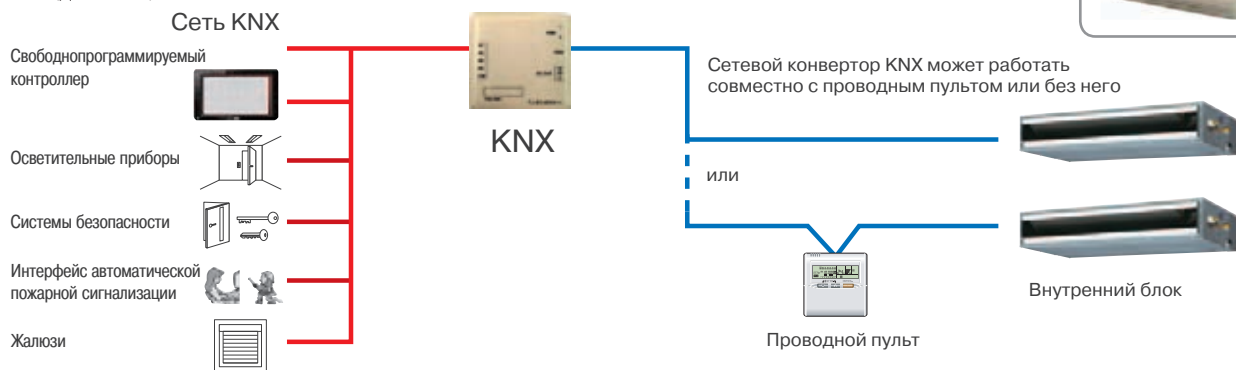 Сеть KNX
Свободнопрограммируемый
контроллер
Осветительные приборы
Системы безопасности
Интерфейс автоматической
пожарной сигнализации
Жалюзи
KNX
Сетевой конвертор KNX может работать
совместно с проводным пультом или без него
или
Проводной пульт
Внутренний блок